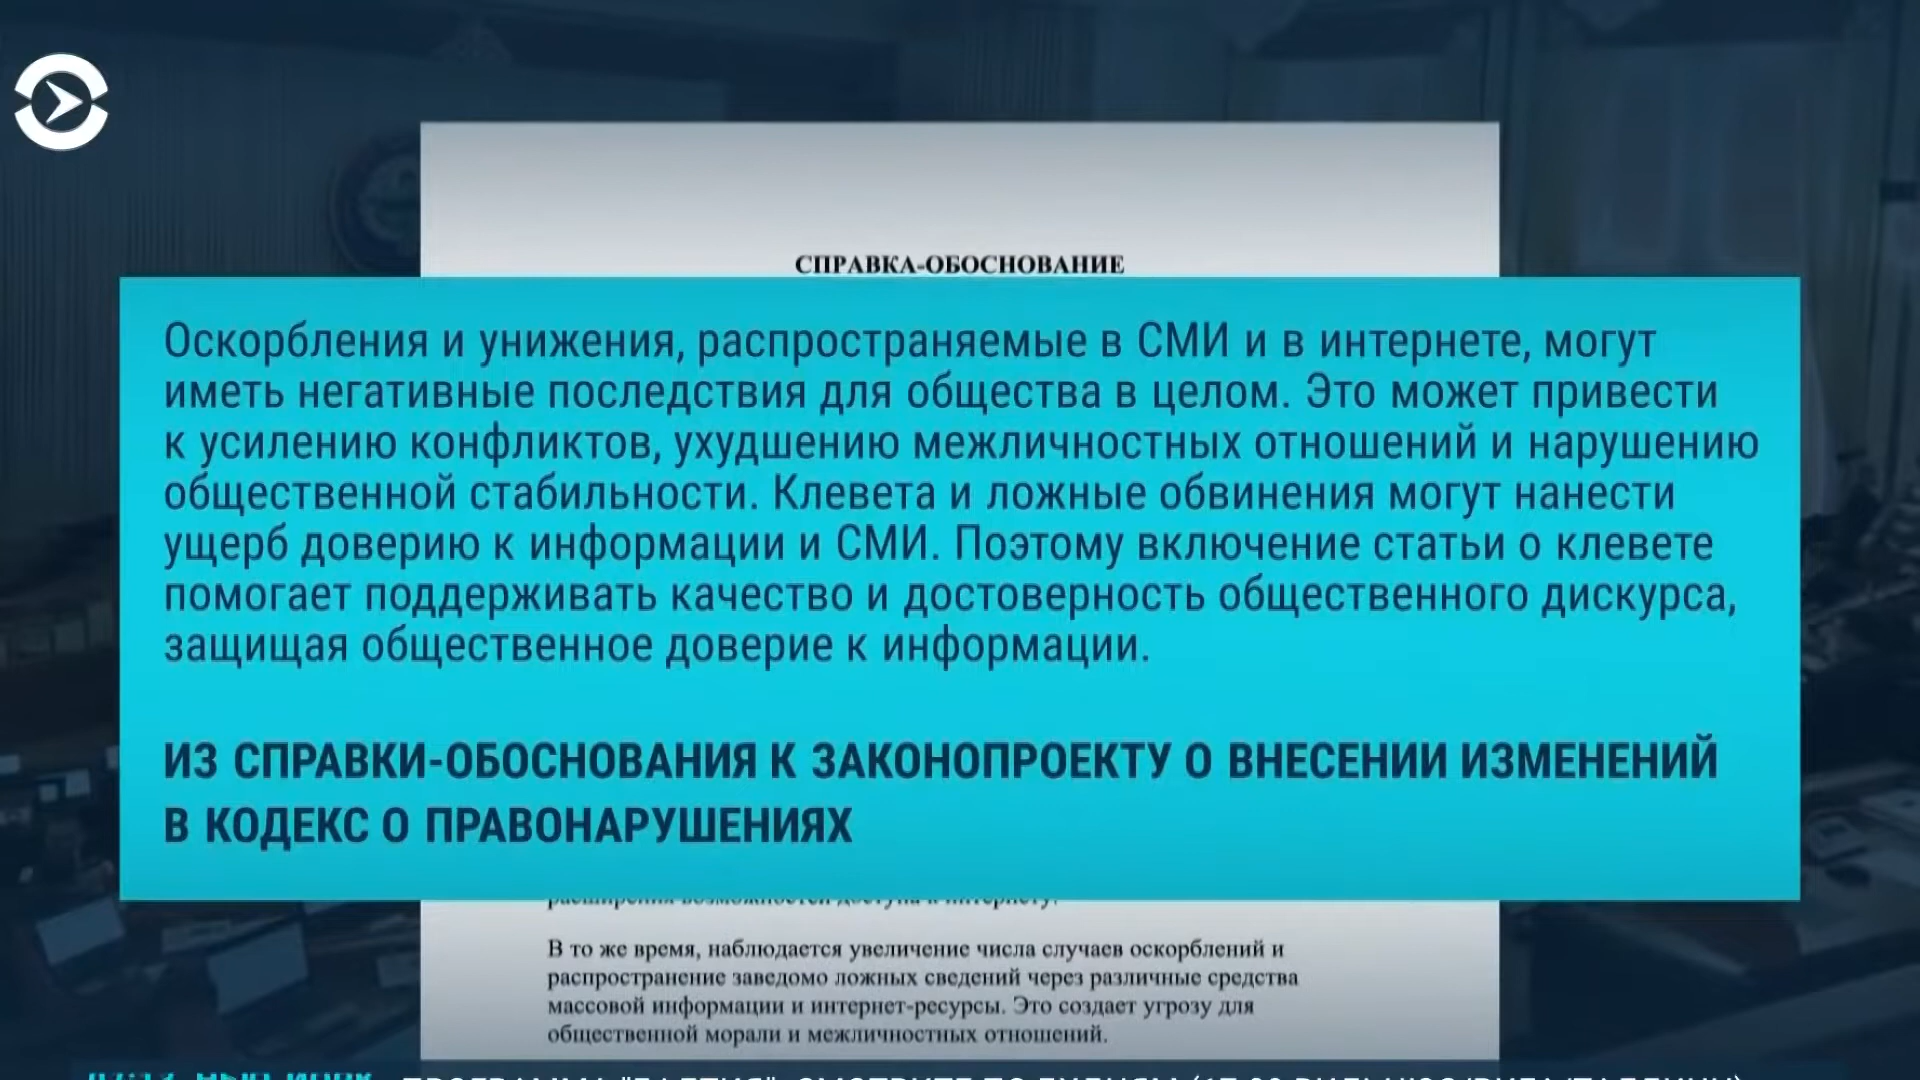 СПРАВКА-ОБОСНОВАНИЕ
Оскорбления и унижения, распространяемые в СМИ и в интернете, могут
иметь негативные последствия для общества в целом. Это может привести
к усилению конфликтов, ухудшению межличностных отношений и нарушению
общественной стабильности. Клевета и ложные обвинения могут нанести
ущерб доверию к информации и СМИ. Поэтому включение статьи о клевете
помогает поддерживать качество и достоверность общественного дискурса,
защищая общественное доверие к информации.
ИЗ СПРАВКИ-ОБОСНОВАНИЯ К ЗАКОНОПРОЕКТУ О ВНЕСЕНИИ ИЗМЕНЕНИЙ
В КОДЕКС О ПРАВОНАРУШЕНИЯХ
расширения возможностей доступа к интернету.
В то же время, наблюдается увеличение числа случаев оскорблений и
распространение заведомо ложных сведений через различные средства
массовой информации и интернет-ресурсы. Это создает угрозу для
общественной морали и межличностных отношений.